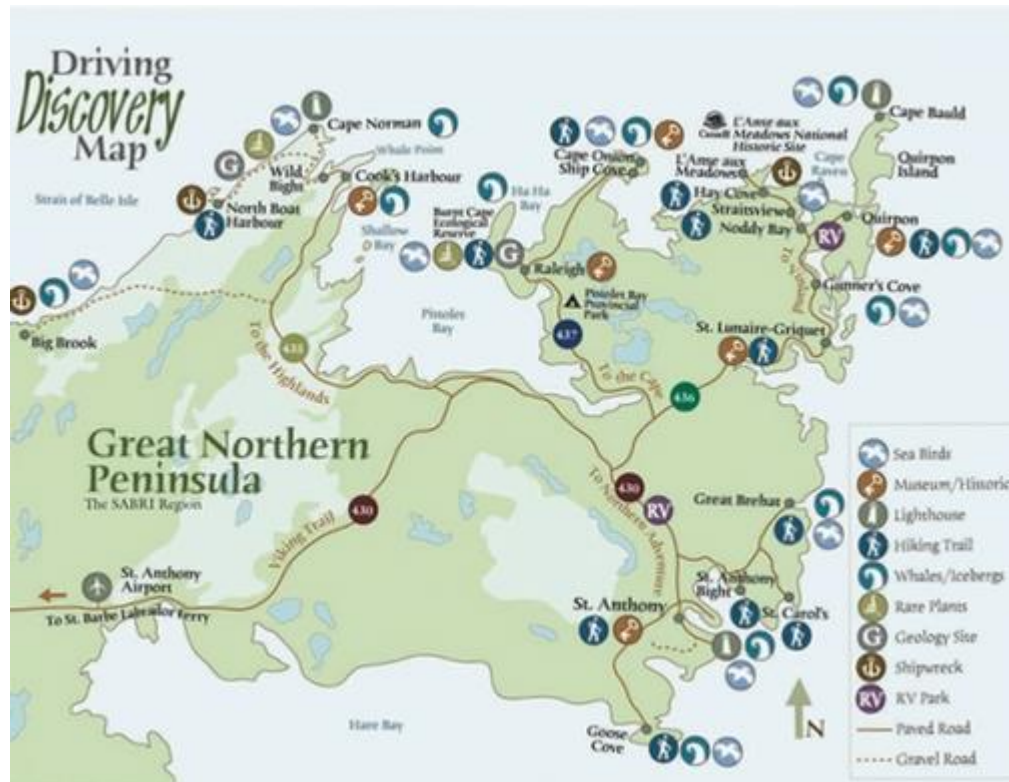 Driving
Discovery
Map
Strait of Belle Isle
Cape Norman
Whale Point
Wild
Bight
Cook's Harbour
North Boat
Harbour
Shallow
Bay
Big Brook
To the Highlands
Burnt Cape
Ecological
Reserve
Ha Ha
Bay
G
Cape Onion
Ship Cove
G
Raleigh
Pistolet Bay
Provincial
Park
Pistolet
Bay
437
To the Cape
436
L'Anse aux
Meadows National
Historic Site
L'Anse aux
Meadows
Hay Cove
Straitsview
Noddy Bay
Cape
Raven
Cape Bauld
Quirpon
Island
Quirpon
RV
Gunner's Cove
St. Lunaire-Griquet
Great Northern
Peninsula
The SABRI Region
430
Viking Trail
St. Anthony
Airport
To St. Barbe Labrador Ferry
430
RV
To Northern Adventure
Great Brehat
St. Anthony
Bight
St. Carol's
St. Anthony
Goose
Cove
Hare Bay
N
Sea Birds
Museum/Historic
Lighthouse
Hiking Trail
Whales/Icebergs
Rare Plants
G Geology Site
Shipwreck
RV RV Park
Paved Road
Gravel Road